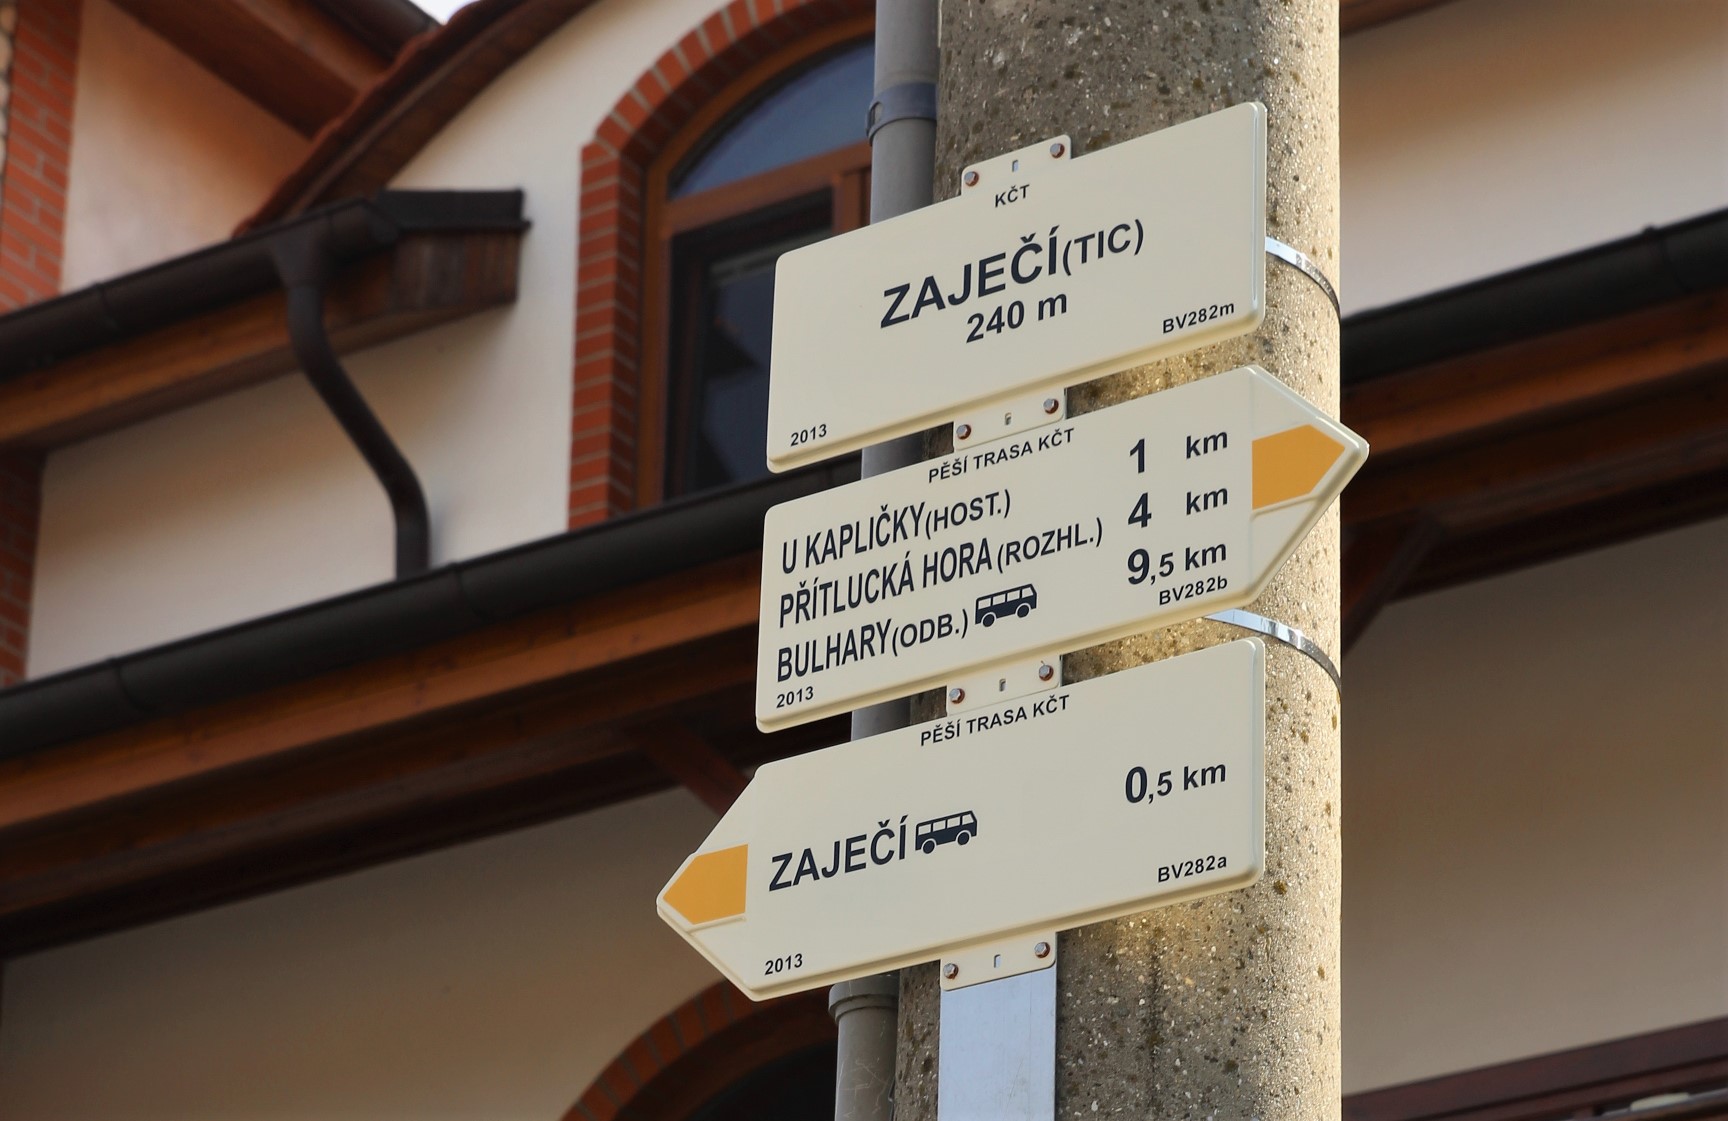 KČT
ZAJEČÍ(TIC)
240 m
BV282m
2013
PĚŠÍ TRASA KČT
U KAPLIČKY(HOST.) 1 km
PŘÍTLUCKÁ HORA(ROZHL.) 4 km
BULHARY(ODB.) 9,5 km
BV282b
2013
PĚŠÍ TRASA KČT
ZAJEČÍ 0,5 km
BV282a
2013